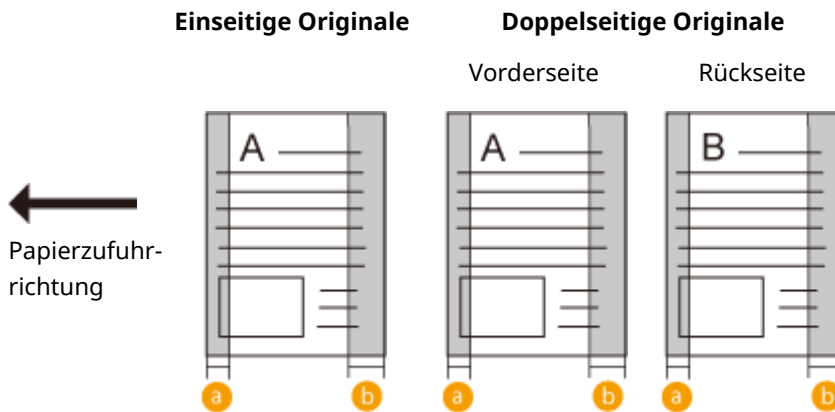 Einseitige Originale
Doppelseitige Originale
Vorderseite
Rückseite
A
A
B
Papierzufuhr-
richtung
a
b
a
b
a
b